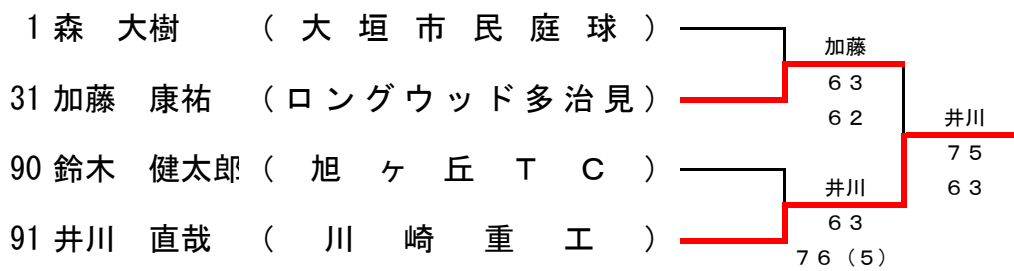 1 森 大樹 ( 大 垣 市 民 庭 球 )
31 加藤 康祐 ( ロングウッド多治見 )
90 鈴木 健太郎 ( 旭 ヶ 丘 T C )
91 井川 直哉 ( 川 崎 重 工 )
加藤
6 3
6 2
井川
6 3
7 6 (5)
井川
7 5
6 3